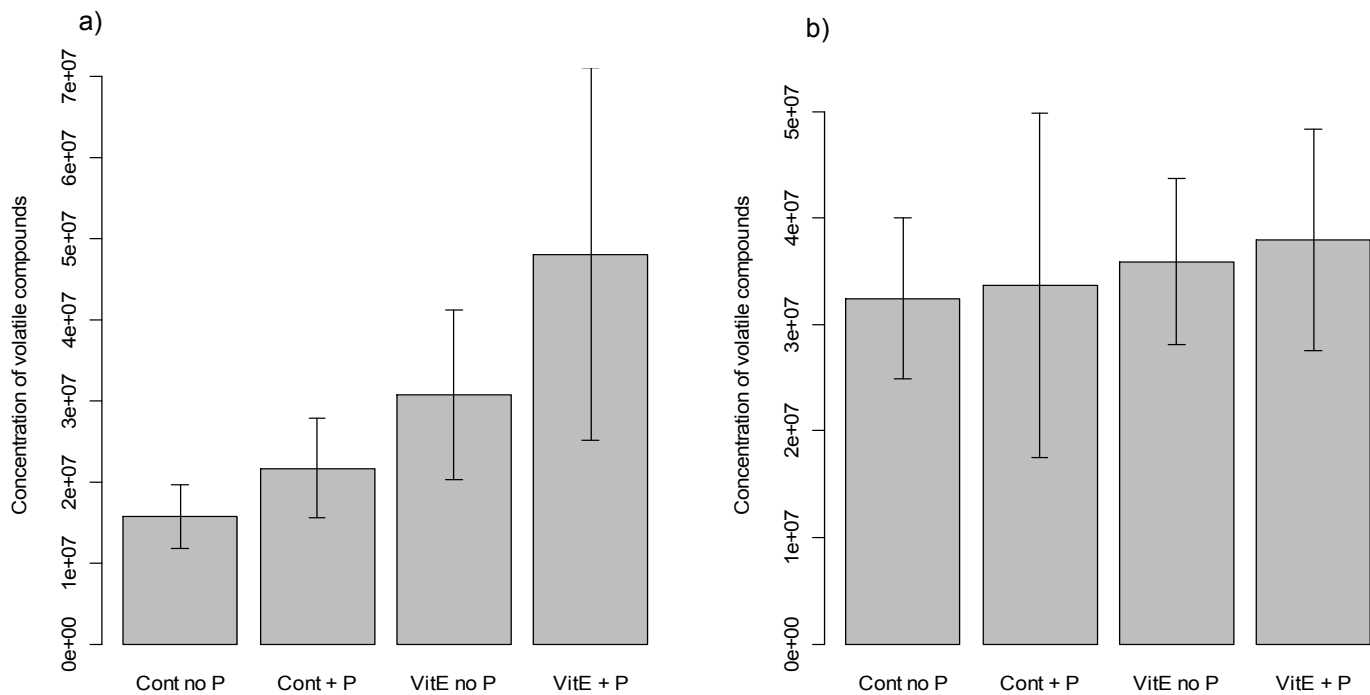 a)
Concentration of volatile compounds
7e+07
6e+07
5e+07
4e+07
3e+07
2e+07
1e+07
0e+00
Cont no P
Cont + P
VitE no P
VitE + P
b)
Concentration of volatile compounds
5e+07
4e+07
3e+07
2e+07
1e+07
0e+00
Cont no P
Cont + P
VitE no P
VitE + P